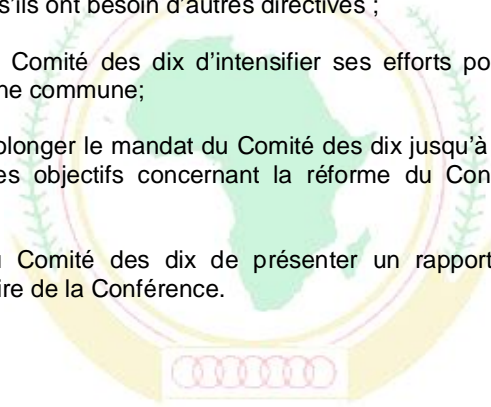 s'ils ont besoin d'autres directives ;
Comité des dix d'intensifier ses efforts po
ne commune;
olonger le mandat du Comité des dix jusqu'à
es objectifs concernant la réforme du Con
u Comité des dix de présenter un rapport
ire de la Conférence.